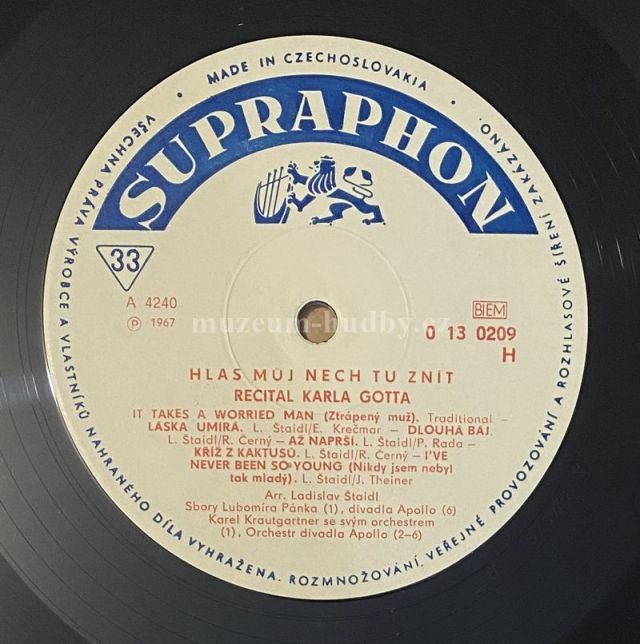 MADE IN CZECHOSLOVAKIA
SUPRAPHON
33
A 4240
℗ 1967
BIEM
0 13 0209
H
muzeum-hudby.cz
HLAS MŮJ NECH TU ZNÍT
RECITAL KARLA GOTTA
IT TAKES A WORRIED MAN (Ztrápený muž). Traditional –
LÁSKA UMÍRÁ. L. Štaidl/E. Krečmar – DLOUHÁ BÁJ.
L. Štaidl/R. Černý – AŽ NAPRŠÍ. L. Štaidl/P. Rada –
KŘÍŽ Z KAKTUSŮ. L. Štaidl/R. Černý – I'VE
NEVER BEEN SO YOUNG (Nikdy jsem nebyl
tak mladý). L. Štaidl/J. Theiner
Arr. Ladislav Štaidl
Sbory Lubomíra Pánka (1), divadla Apollo (6)
Karel Krautgartner se svým orchestrem
(1), Orchestr divadla Apollo (2–6)
VŠECHNA PRÁVA VÝROBCE A VLASTNÍKŮ NAHRANÉHO DÍLA VYHRAŽENA. ROZMNOŽOVÁNÍ, VEŘEJNÉ PROVOZOVÁNÍ A ROZHLASOVÉ ŠÍŘENÍ ZAKÁZÁNO.